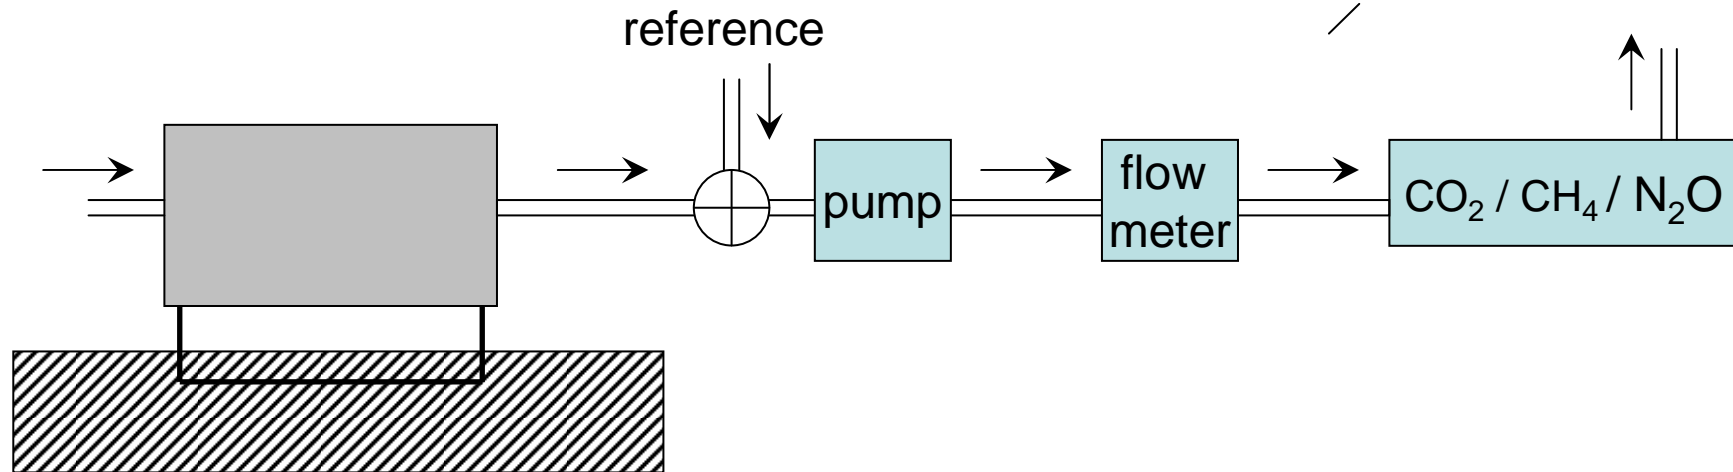 reference
pump
flow
meter
CO₂ / CH₄ / N₂O